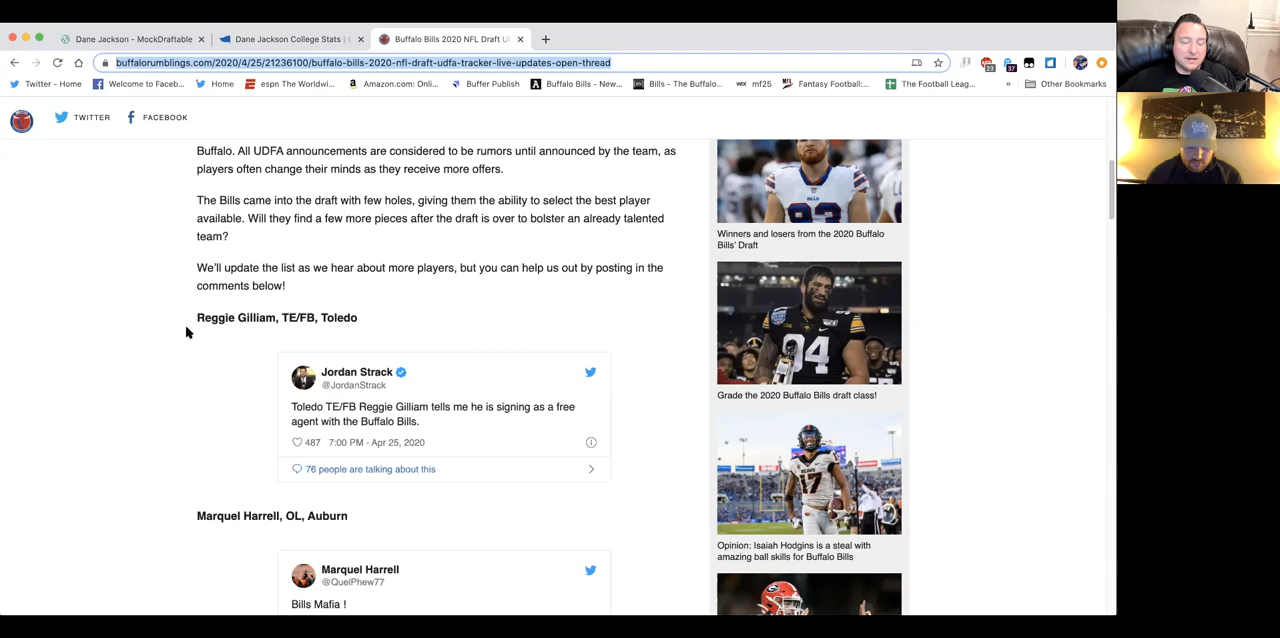 Dane Jackson - MockDraftable
Dane Jackson College Stats |
Buffalo Bills 2020 NFL Draft U
buffalorumblings.com/2020/4/25/21236100/buffalo-bills-2020-nfl-draft-udfa-tracker-live-updates-open-thread
23
37
Twitter - Home
Welcome to Faceb...
Home
espn The Worldwi...
Amazon.com: Onli...
Buffer Publish
Buffalo Bills - New...
Bills - The Buffalo...
mf25
Fantasy Football:...
The Football Leag...
»
Other Bookmarks
TWITTER
FACEBOOK
Buffalo. All UDFA announcements are considered to be rumors until announced by the team, as
players often change their minds as they receive more offers.
The Bills came into the draft with few holes, giving them the ability to select the best player
available. Will they find a few more pieces after the draft is over to bolster an already talented
team?
We'll update the list as we hear about more players, but you can help us out by posting in the
comments below!
Reggie Gilliam, TE/FB, Toledo
Jordan Strack
@JordanStrack
Toledo TE/FB Reggie Gilliam tells me he is signing as a free
agent with the Buffalo Bills.
487 7:00 PM - Apr 25, 2020
76 people are talking about this
Marquel Harrell, OL, Auburn
Marquel Harrell
@QuelPhew77
Bills Mafia !
BILLS
93
Winners and losers from the 2020 Buffalo
Bills' Draft
94
Grade the 2020 Buffalo Bills draft class!
17
Opinion: Isaiah Hodgins is a steal with
amazing ball skills for Buffalo Bills